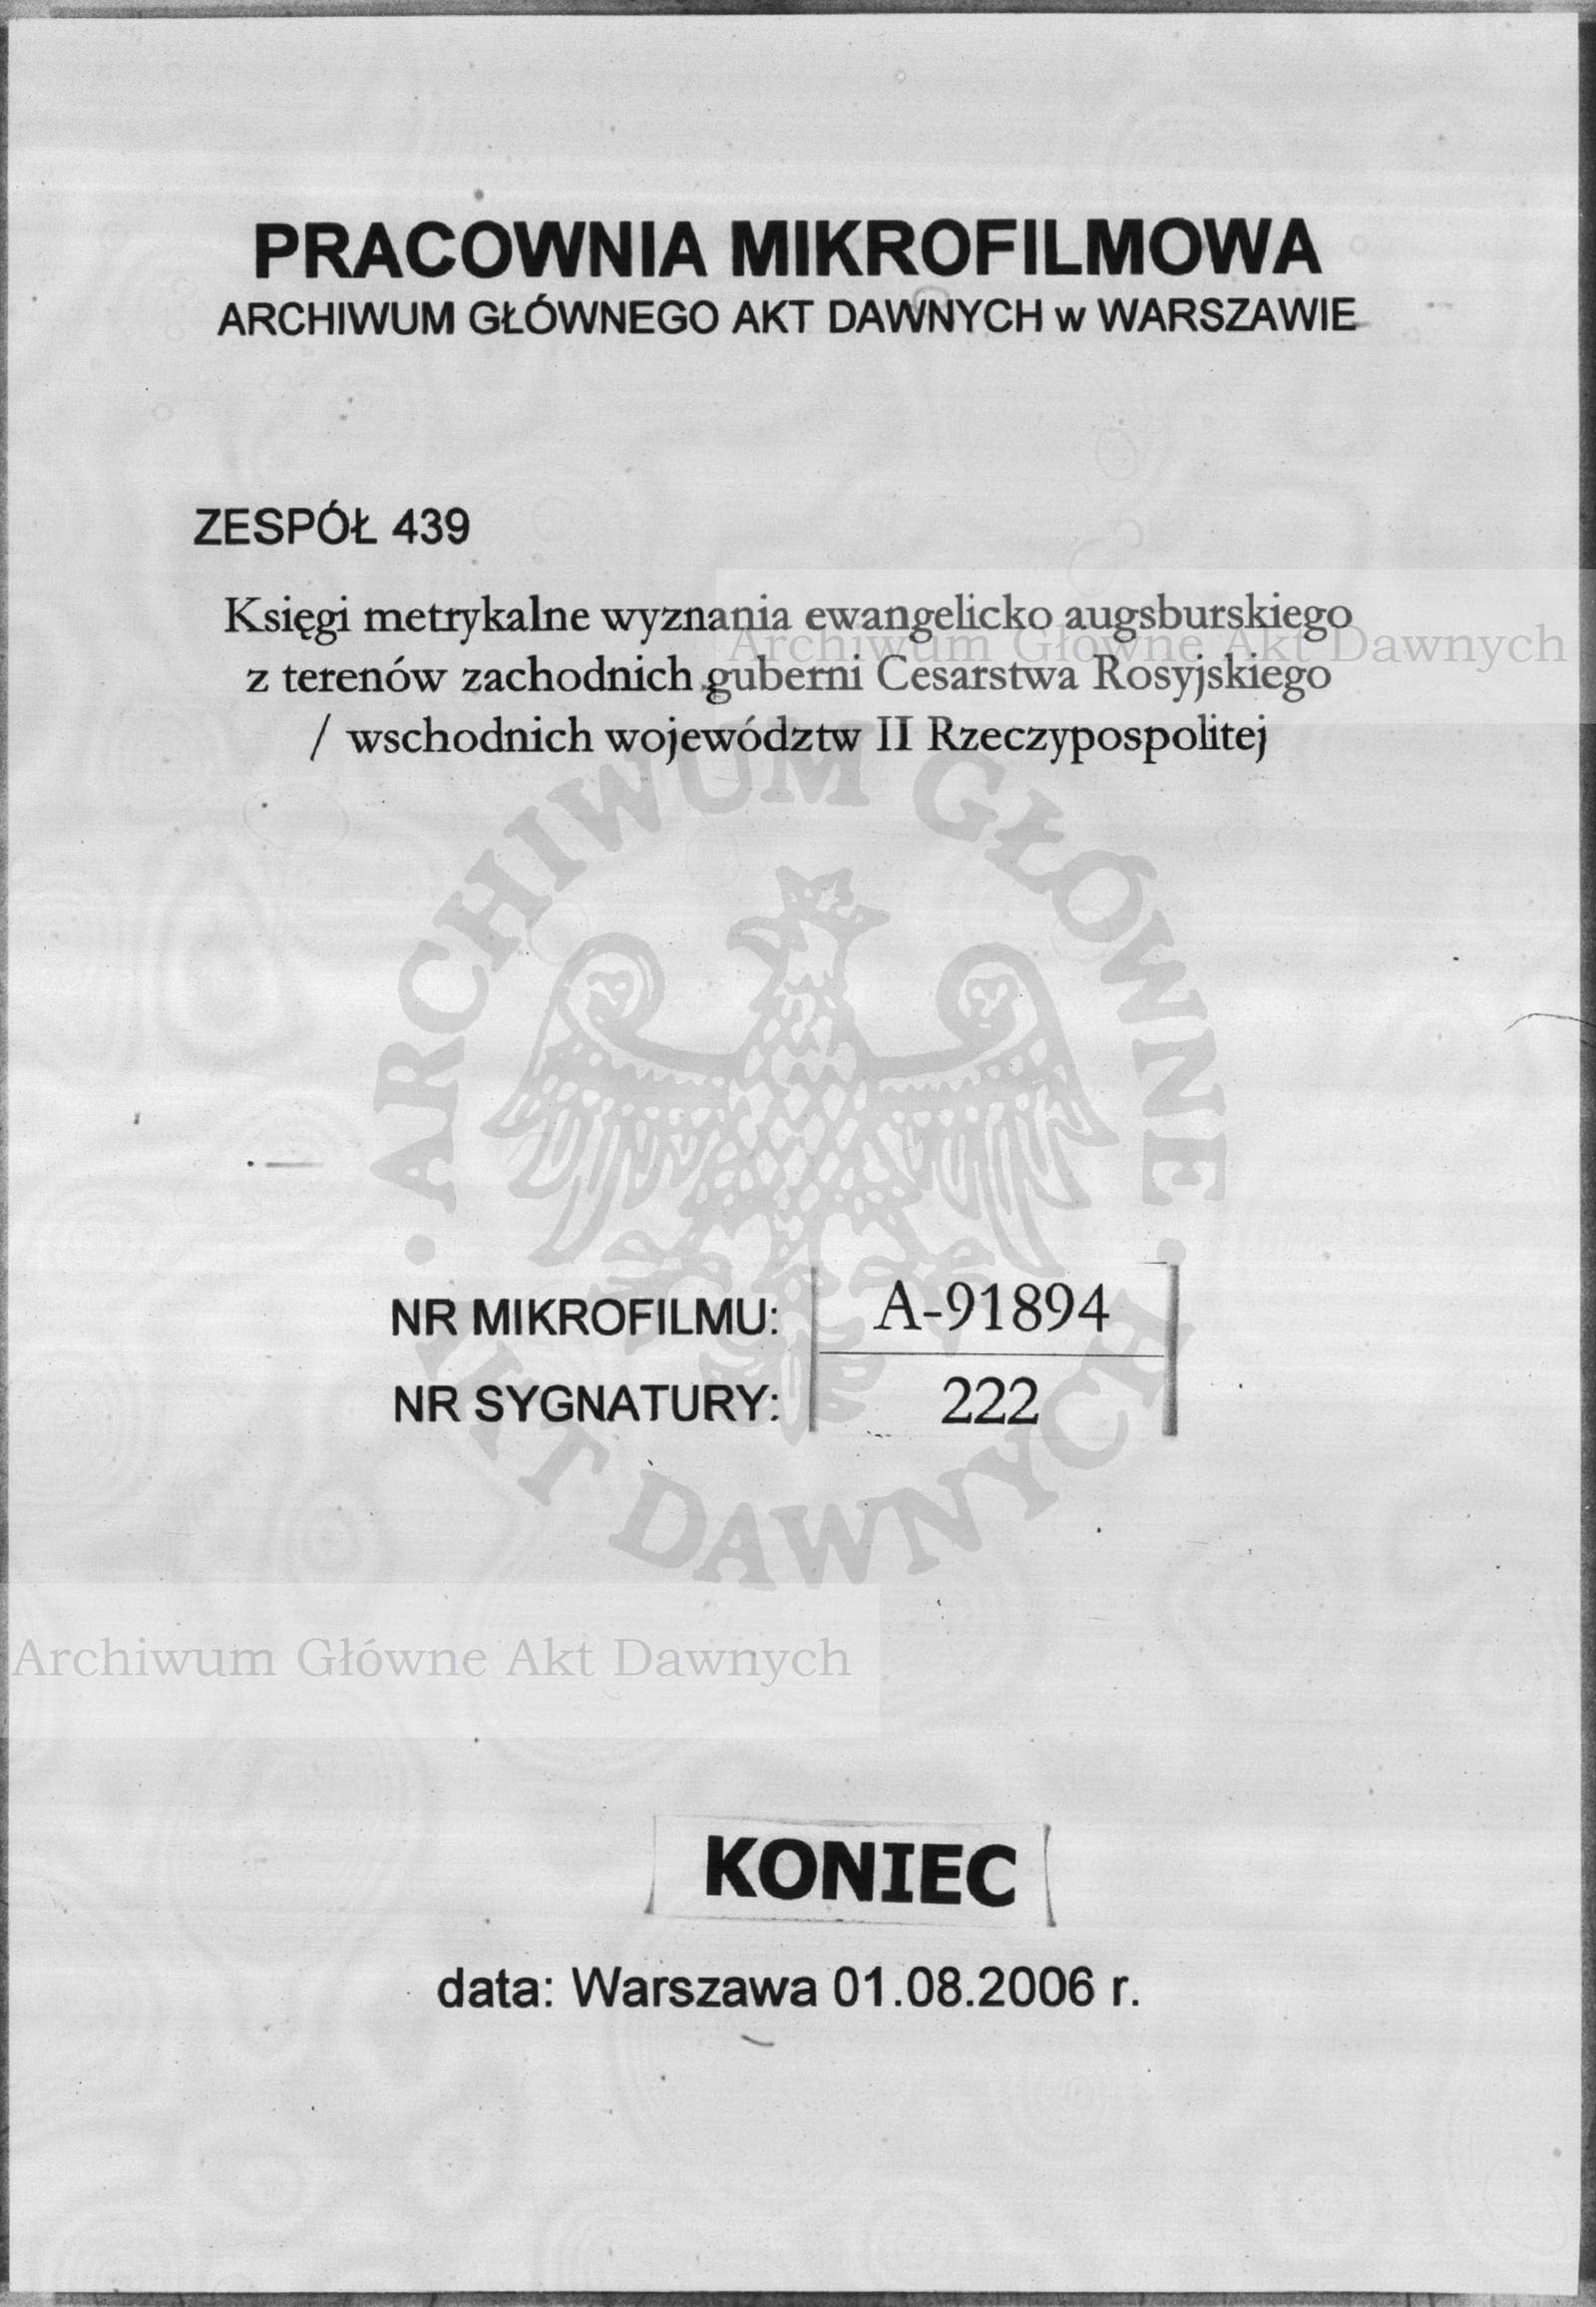 PRACOWNIA MIKROFILMOWA
ARCHIWUM GŁÓWNEGO AKT DAWNYCH w WARSZAWIE
ZESPÓŁ 439
Księgi metrykalne wyznania ewangelicko augsburskiego
Archiwum Główne Akt Dawnych
z terenów zachodnich guberni Cesarstwa Rosyjskiego
/ wschodnich województw II Rzeczypospolitej
ARCHIWUM GŁÓWNE
AKT DAWNYCH
NR MIKROFILMU: A-91894
NR SYGNATURY: 222
Archiwum Główne Akt Dawnych
KONIEC
data: Warszawa 01.08.2006 r.